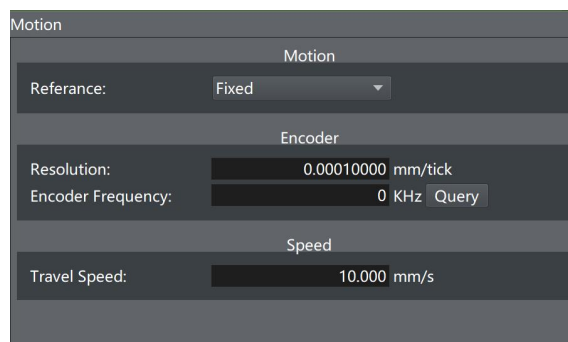 Motion
Motion
Referance: Fixed
Encoder
Resolution: 0.00010000 mm/tick
Encoder Frequency: 0 KHz Query
Speed
Travel Speed: 10.000 mm/s